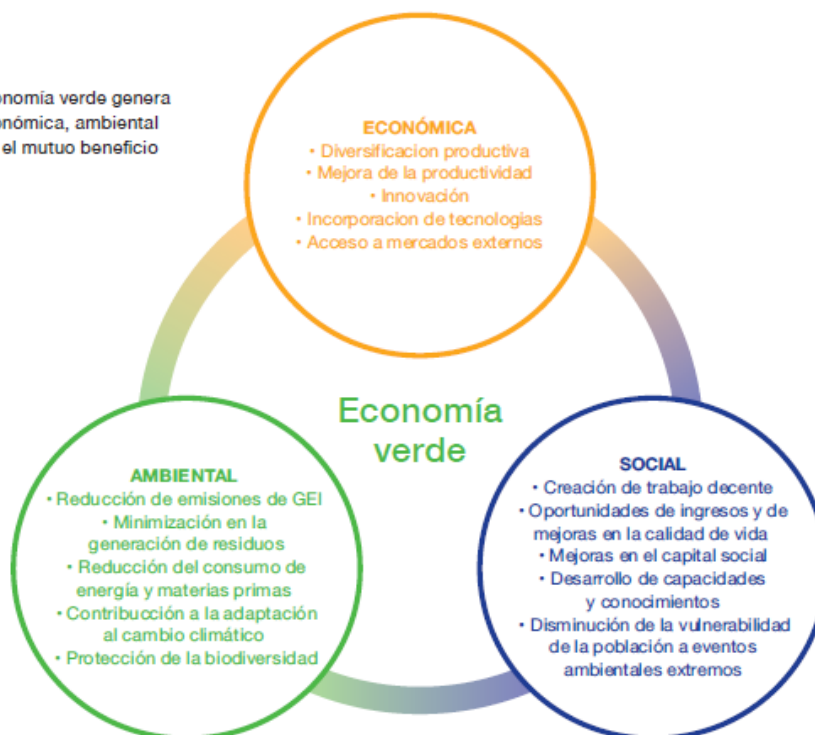 onomía verde genera
onómica, ambiental
el mutuo beneficio
ECONÓMICA
• Diversificacion productiva
• Mejora de la productividad
• Innovación
• Incorporacion de tecnologias
• Acceso a mercados externos
Economía
verde
AMBIENTAL
• Reducción de emisiones de GEI
• Minimización en la
generación de residuos
• Reducción del consumo de
energía y materias primas
• Contribucción a la adaptación
al cambio climático
• Protección de la biodiversidad
SOCIAL
• Creación de trabajo decente
• Oportunidades de ingresos y de
mejoras en la calidad de vida
• Mejoras en el capital social
• Desarrollo de capacidades
y conocimientos
• Disminución de la vulnerabilidad
de la población a eventos
ambientales extremos